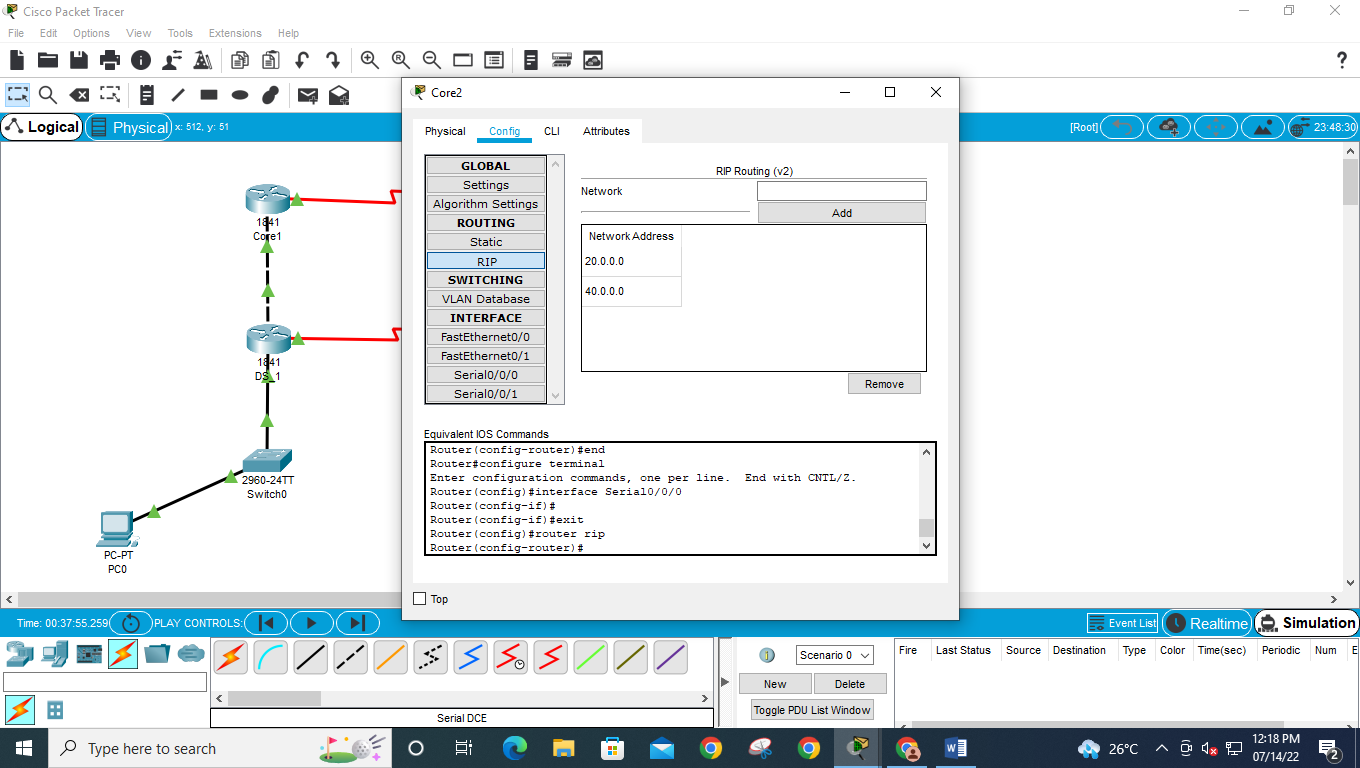 Cisco Packet Tracer
File Edit Options View Tools Extensions Help
?
Logical
Physical
x: 512, y: 51
[Root]
23:48:30
1841
Core1
1841
DS_1
2960-24TT
Switch0
PC-PT
PC0
Core2
Physical Config CLI Attributes
GLOBAL
Settings
Algorithm Settings
ROUTING
Static
RIP
SWITCHING
VLAN Database
INTERFACE
FastEthernet0/0
FastEthernet0/1
Serial0/0/0
Serial0/0/1
RIP Routing (v2)
Network
Add
Network Address
20.0.0.0
40.0.0.0
Remove
Equivalent IOS Commands
Router(config-router)#end
Router#configure terminal
Enter configuration commands, one per line. End with CNTL/Z.
Router(config)#interface Serial0/0/0
Router(config-if)#
Router(config-if)#exit
Router(config)#router rip
Router(config-router)#
Top
Time: 00:37:55.259
PLAY CONTROLS:
Event List
Realtime
Simulation
Serial DCE
Scenario 0
New
Delete
Toggle PDU List Window
Fire Last Status Source Destination Type Color Time(sec) Periodic Num E
Type here to search
26°C
12:18 PM
07/14/22
2